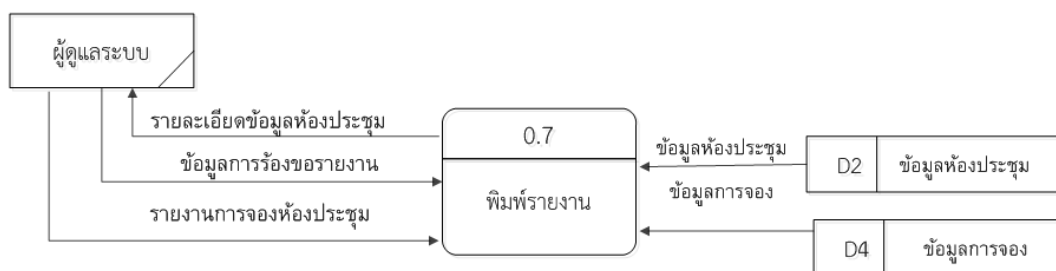 ผู้ดูแลระบบ
รายละเอียดข้อมูลห้องประชุม
ข้อมูลการร้องขอรายงาน
รายงานการจองห้องประชุม
0.7
พิมพ์รายงาน
ข้อมูลห้องประชุม
ข้อมูลการจอง
D2 ข้อมูลห้องประชุม
D4 ข้อมูลการจอง